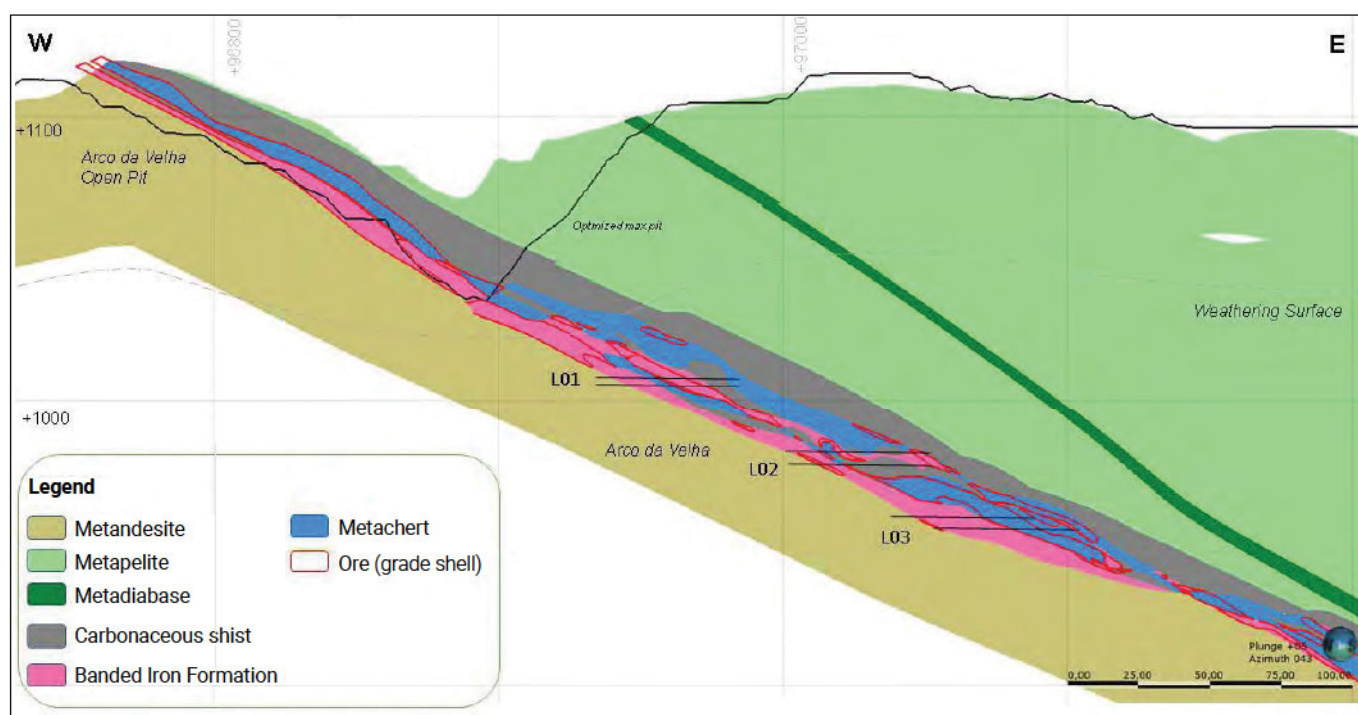 W
+96800
+97000
E
+1100
Arco da Velha
Open Pit
Optimized max pit
Weathering Surface
L01
+1000
Arco da Velha
L02
L03
Legend
Metandesite
Metapelite
Metadiabase
Carbonaceous shist
Banded Iron Formation
Metachert
Ore (grade shell)
Azimuth 043
0,00 25,00 50,00 75,00 100,00